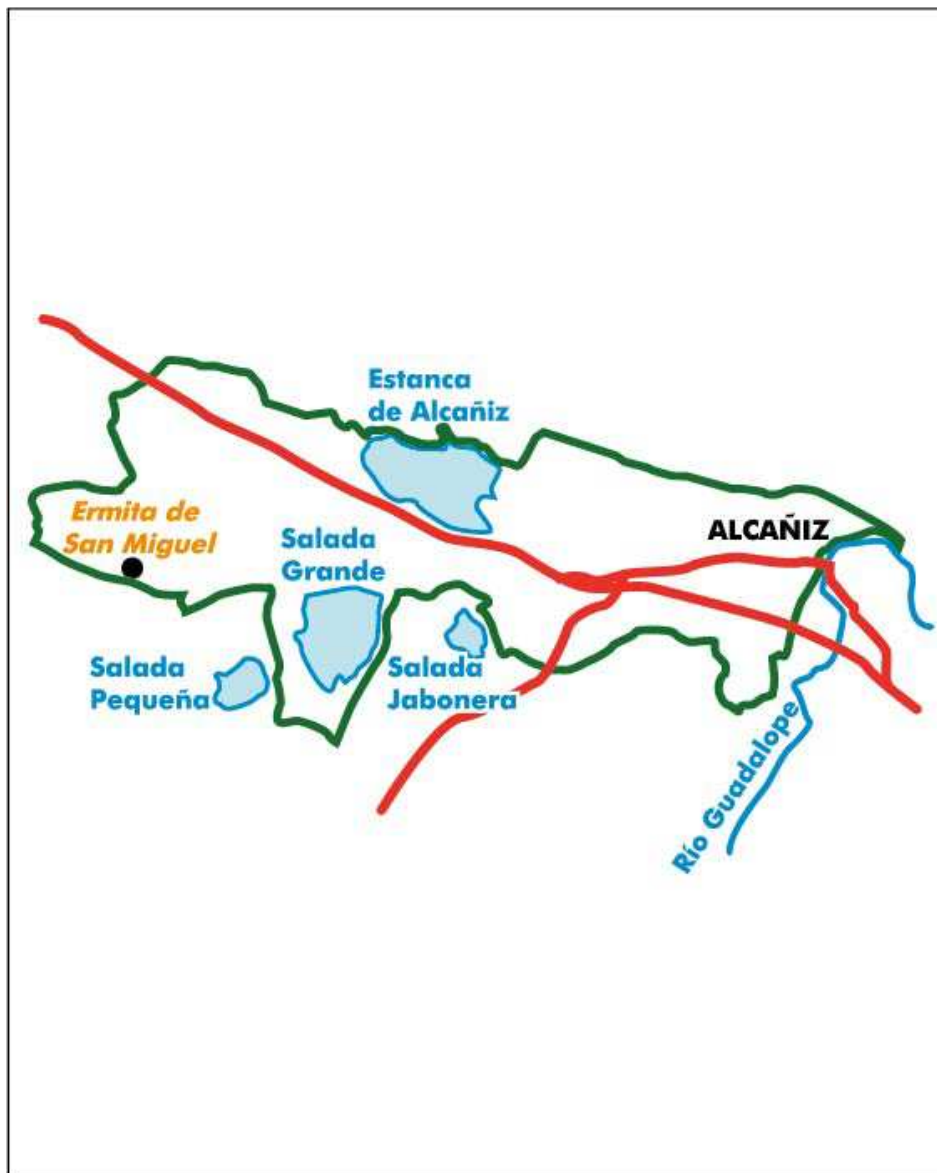 Estanca
de Alcañiz
Ermita de
San Miguel
Salada
Grande
ALCAÑIZ
Salada
Pequeña
Salada
Jabonera
Río Guadalope